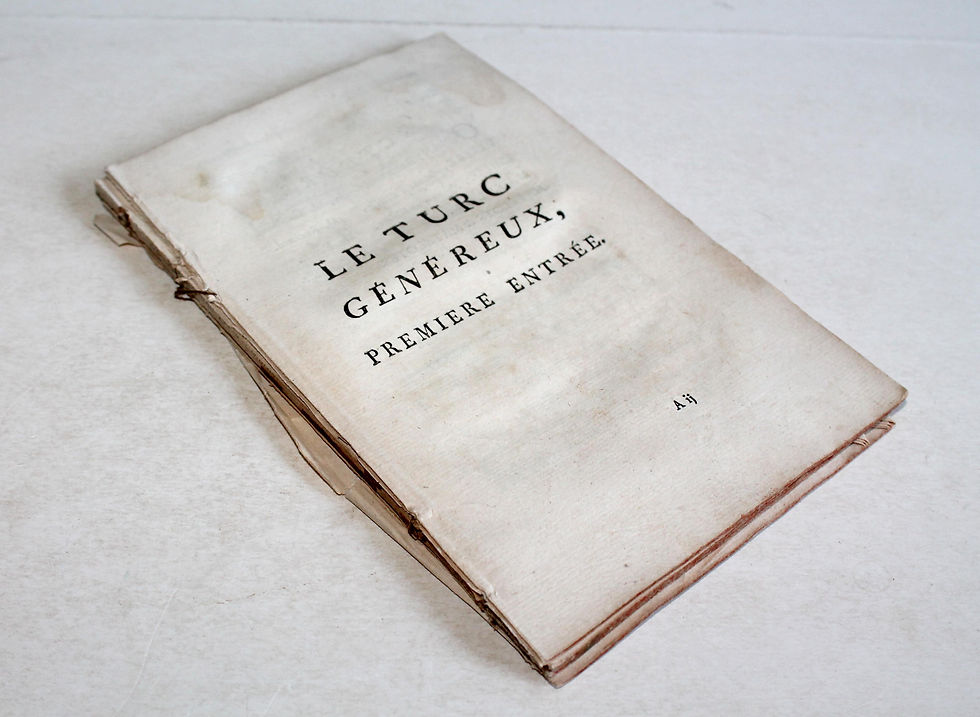 LE TURC
GÉNÉREUX,
PREMIERE ENTRÉE.
A ij